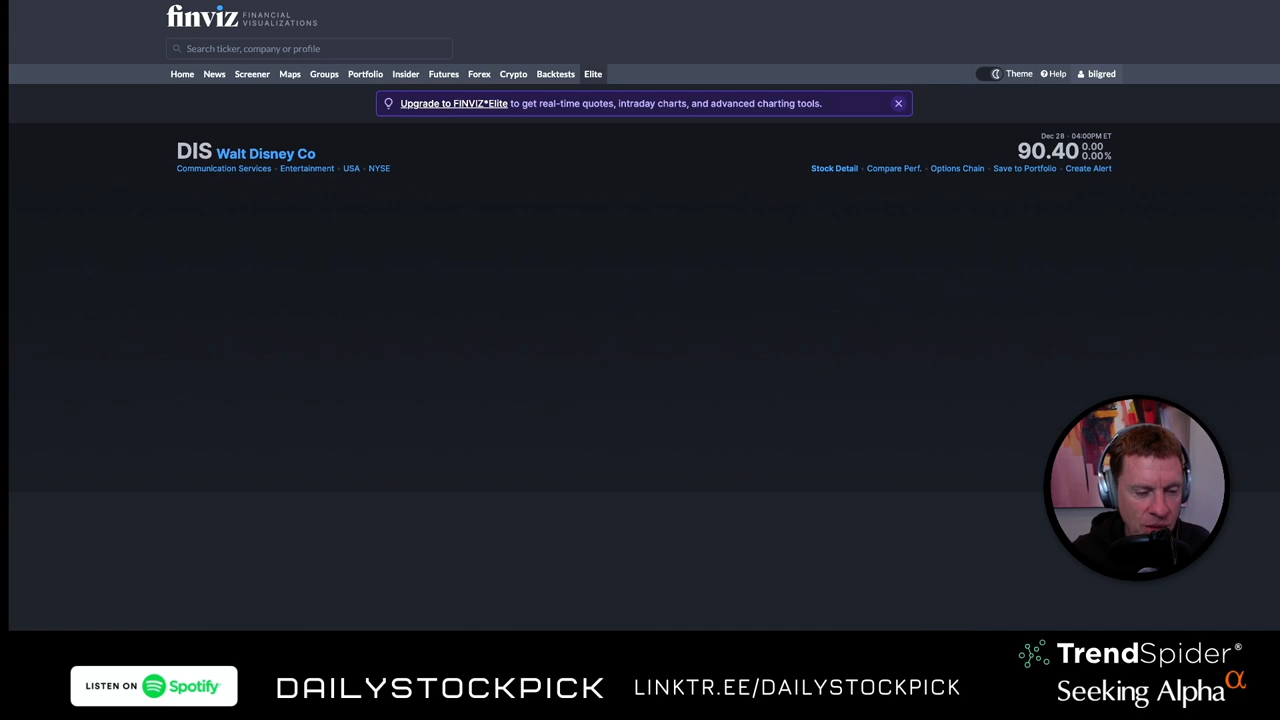 finviz FINANCIAL VISUALIZATIONS
Search ticker, company or profile
Home News Screener Maps Groups Portfolio Insider Futures Forex Crypto Backtests Elite Theme Help biigred
Upgrade to FINVIZ*Elite to get real-time quotes, intraday charts, and advanced charting tools.
Dec 28 · 04:00PM ET
DIS Walt Disney Co 90.40 0.00 0.00%
Communication Services · Entertainment · USA · NYSE Stock Detail · Compare Perf. · Options Chain · Save to Portfolio · Create Alert
TrendSpider®
LISTEN ON Spotify DAILYSTOCKPICK LINKTR.EE/DAILYSTOCKPICK
Seeking Alpha α